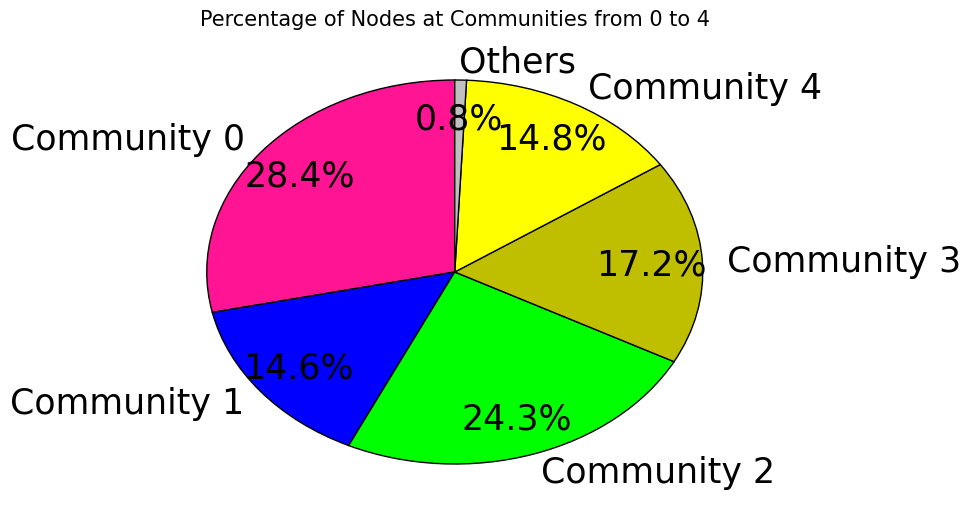 Percentage of Nodes at Communities from 0 to 4
Others
Community 4
0.8%
14.8%
Community 0
28.4%
17.2%
Community 3
14.6%
Community 1
24.3%
Community 2